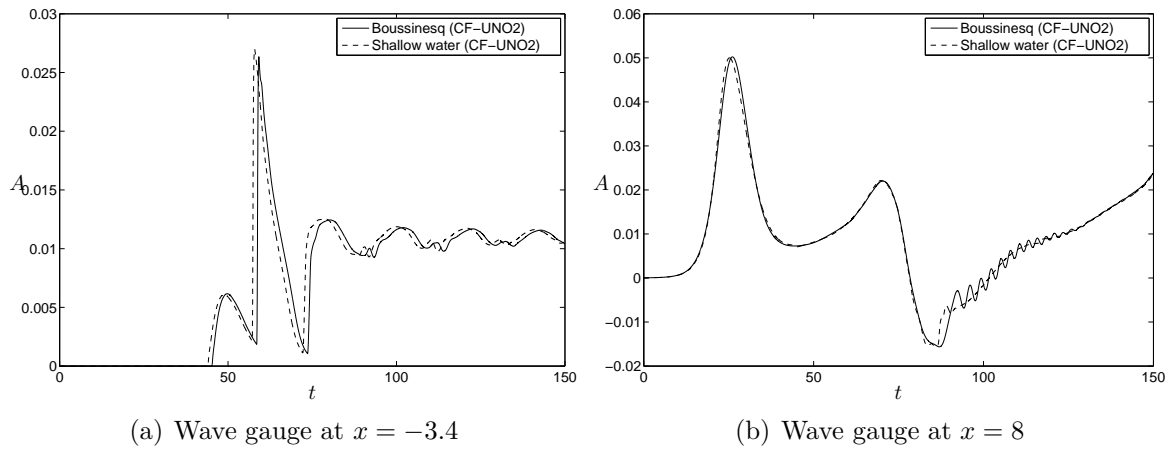 0.03
0.025
0.02
0.015
0.01
0.005
0
A
0
50
100
150
t
Boussinesq (CF−UNO2)
Shallow water (CF−UNO2)
(a) Wave gauge at x = −3.4
0.06
0.05
0.04
0.03
0.02
0.01
0
−0.01
−0.02
A
0
50
100
150
t
Boussinesq (CF−UNO2)
Shallow water (CF−UNO2)
(b) Wave gauge at x = 8